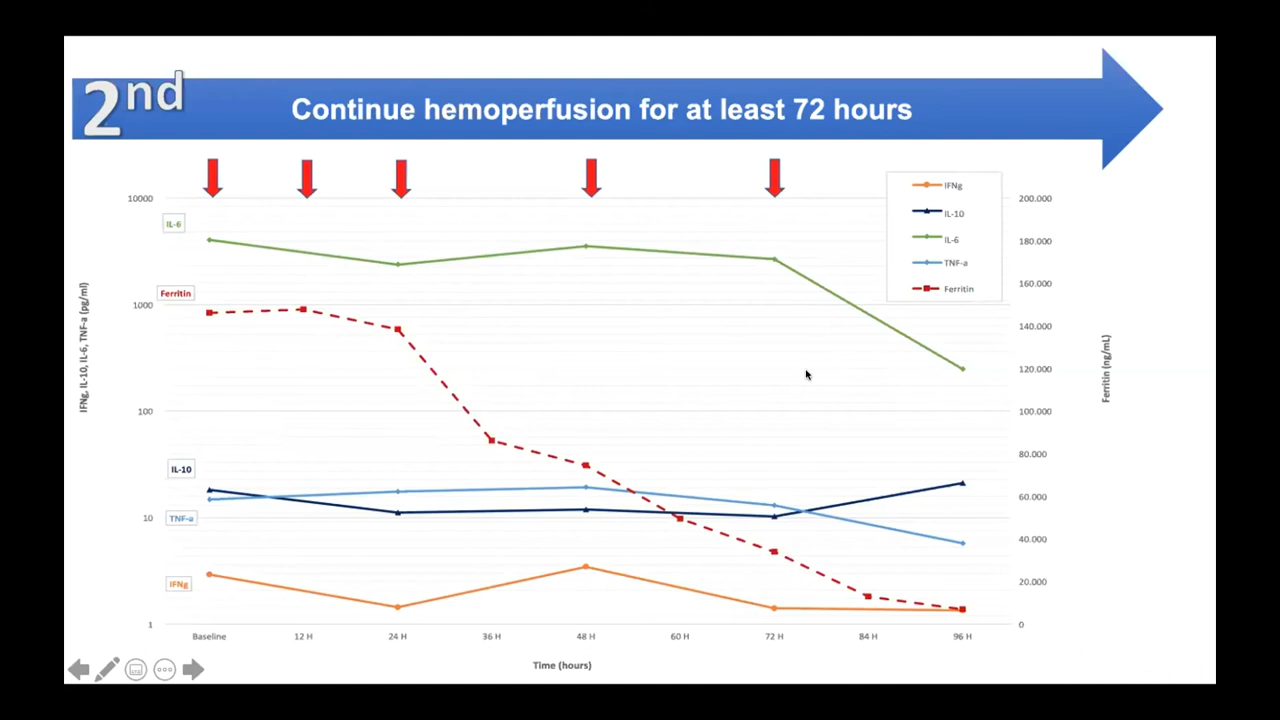 2nd
Continue hemoperfusion for at least 72 hours
IFNg
IL-10
IL-6
TNF-a
Ferritin
IL-6
Ferritin
IL-10
TNF-a
IFNg
IFNg, IL-10, IL-6, TNF-a (pg/ml)
10000
1000
100
10
1
200.000
180.000
160.000
140.000
120.000
100.000
80.000
60.000
40.000
20.000
0
Ferritin (ng/mL)
Baseline 12 H 24 H 36 H 48 H 60 H 72 H 84 H 96 H
Time (hours)